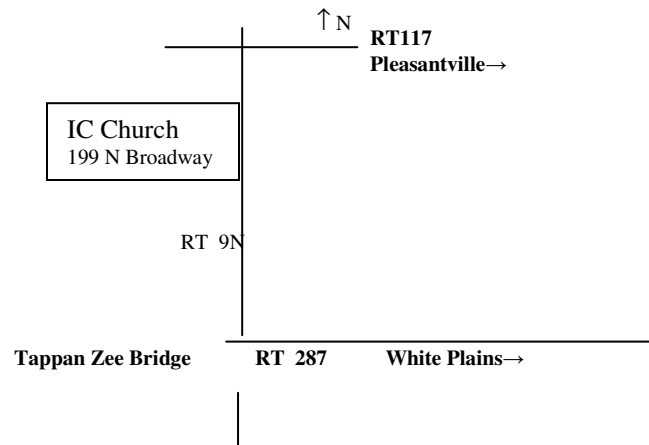 ↑ N
RT117
Pleasantville→
IC Church
199 N Broadway
RT 9N
Tappan Zee Bridge RT 287 White Plains→